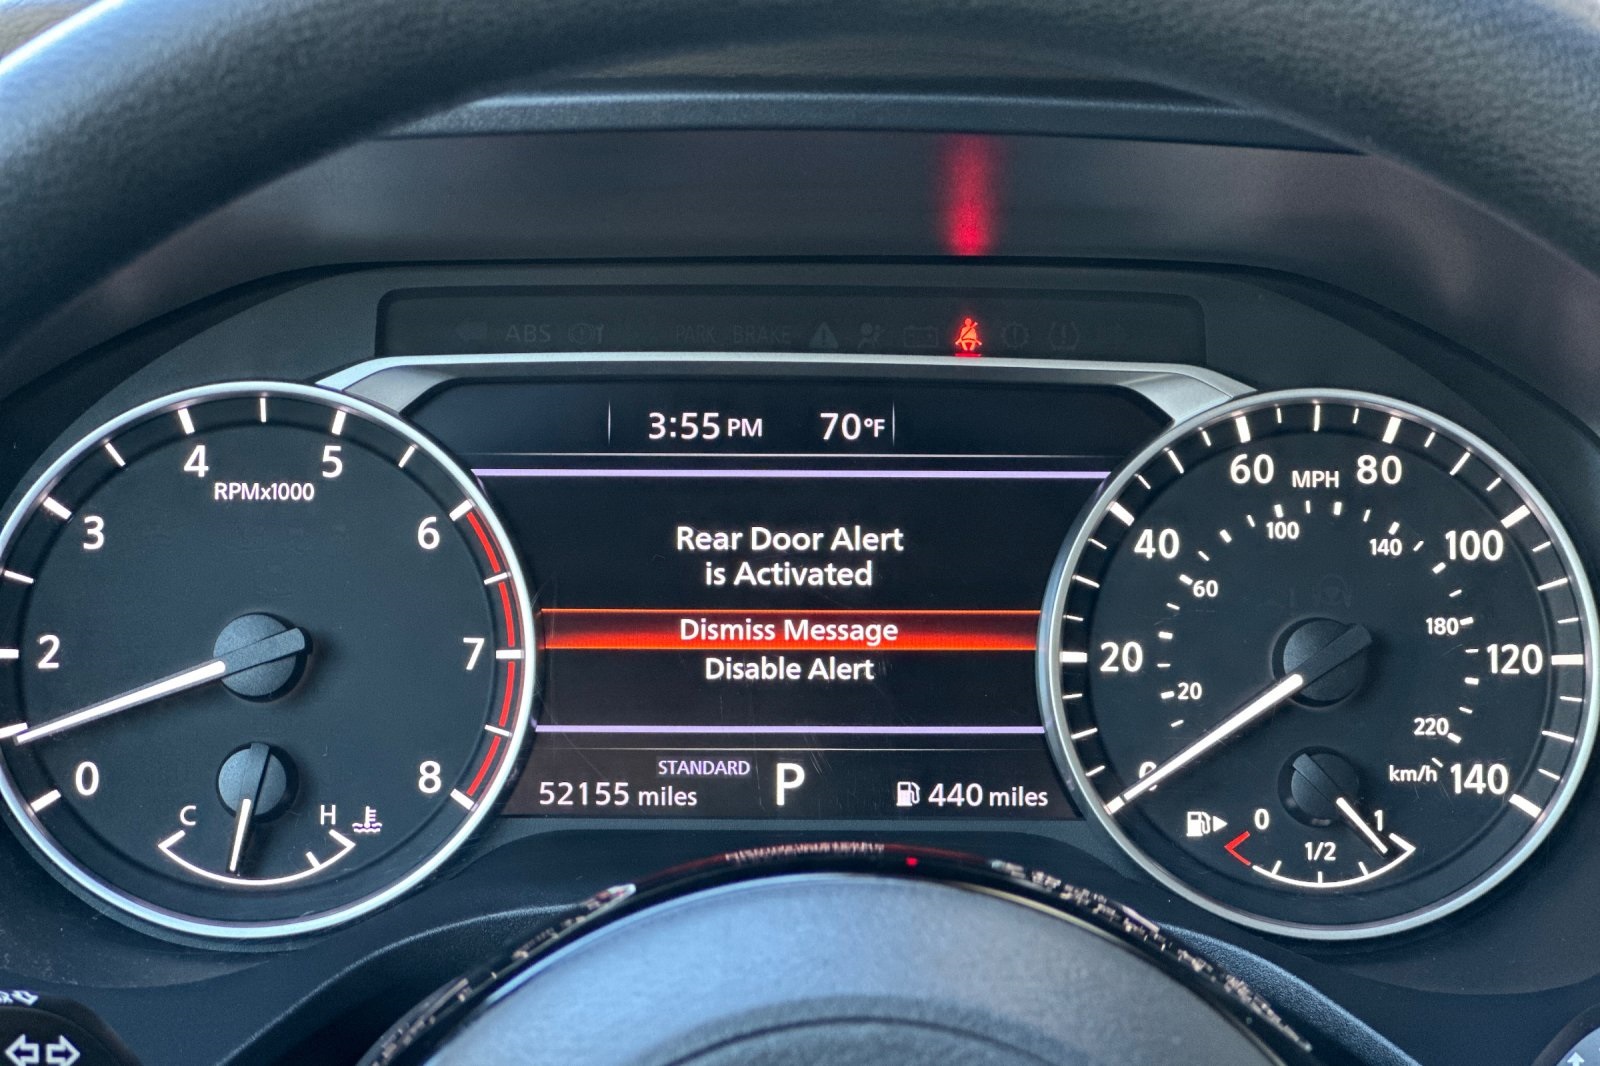 ABS
PARK BRAKE
3:55 PM 70°F
4 5
RPMx1000
3 6
2 7
0 8
C H
Rear Door Alert
is Activated
Dismiss Message
Disable Alert
STANDARD
52155 miles P 440 miles
60 MPH 80
40 100
20 120
0 140
100 140
60 180
20 220
km/h
0 1
1/2